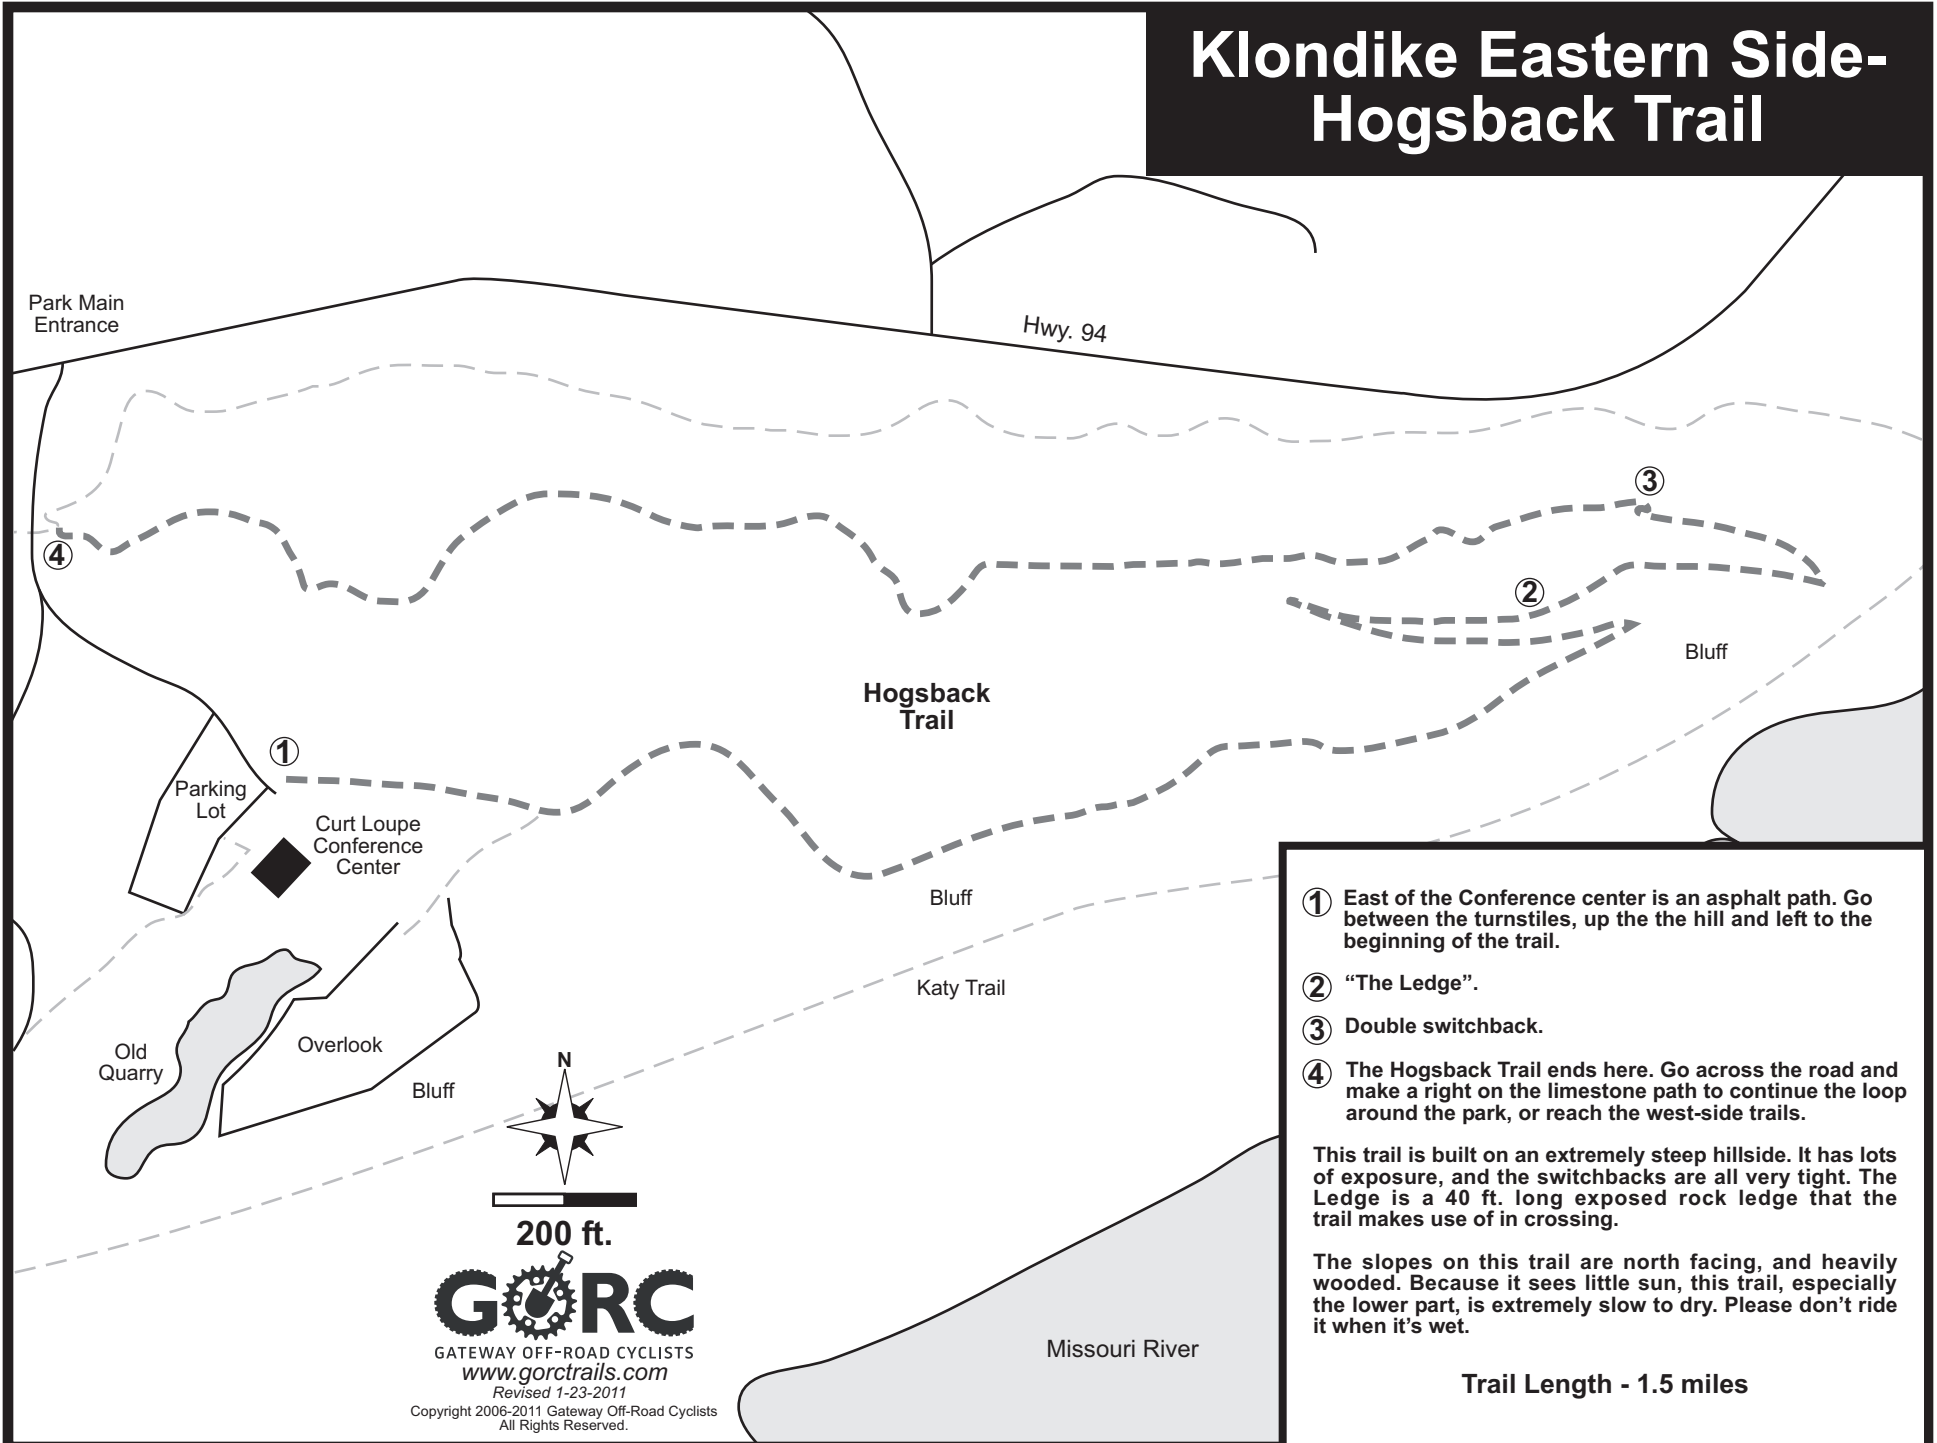 Klondike Eastern Side-
Hogsback Trail
Park Main
Entrance
Hwy. 94
3
4
2
Bluff
Hogsback
Trail
1
Parking
Lot
Curt Loupe
Conference
Center
Bluff
Katy Trail
Overlook
Old
Quarry
Bluff
N
200 ft.
GORC
GATEWAY OFF-ROAD CYCLISTS
www.gorctrails.com
Revised 1-23-2011
Copyright 2006-2011 Gateway Off-Road Cyclists
All Rights Reserved.
Missouri River
1 East of the Conference center is an asphalt path. Go
between the turnstiles, up the the hill and left to the
beginning of the trail.
2 “The Ledge”.
3 Double switchback.
4 The Hogsback Trail ends here. Go across the road and
make a right on the limestone path to continue the loop
around the park, or reach the west-side trails.
This trail is built on an extremely steep hillside. It has lots
of exposure, and the switchbacks are all very tight. The
Ledge is a 40 ft. long exposed rock ledge that the
trail makes use of in crossing.
The slopes on this trail are north facing, and heavily
wooded. Because it sees little sun, this trail, especially
the lower part, is extremely slow to dry. Please don’t ride
it when it’s wet.
Trail Length - 1.5 miles